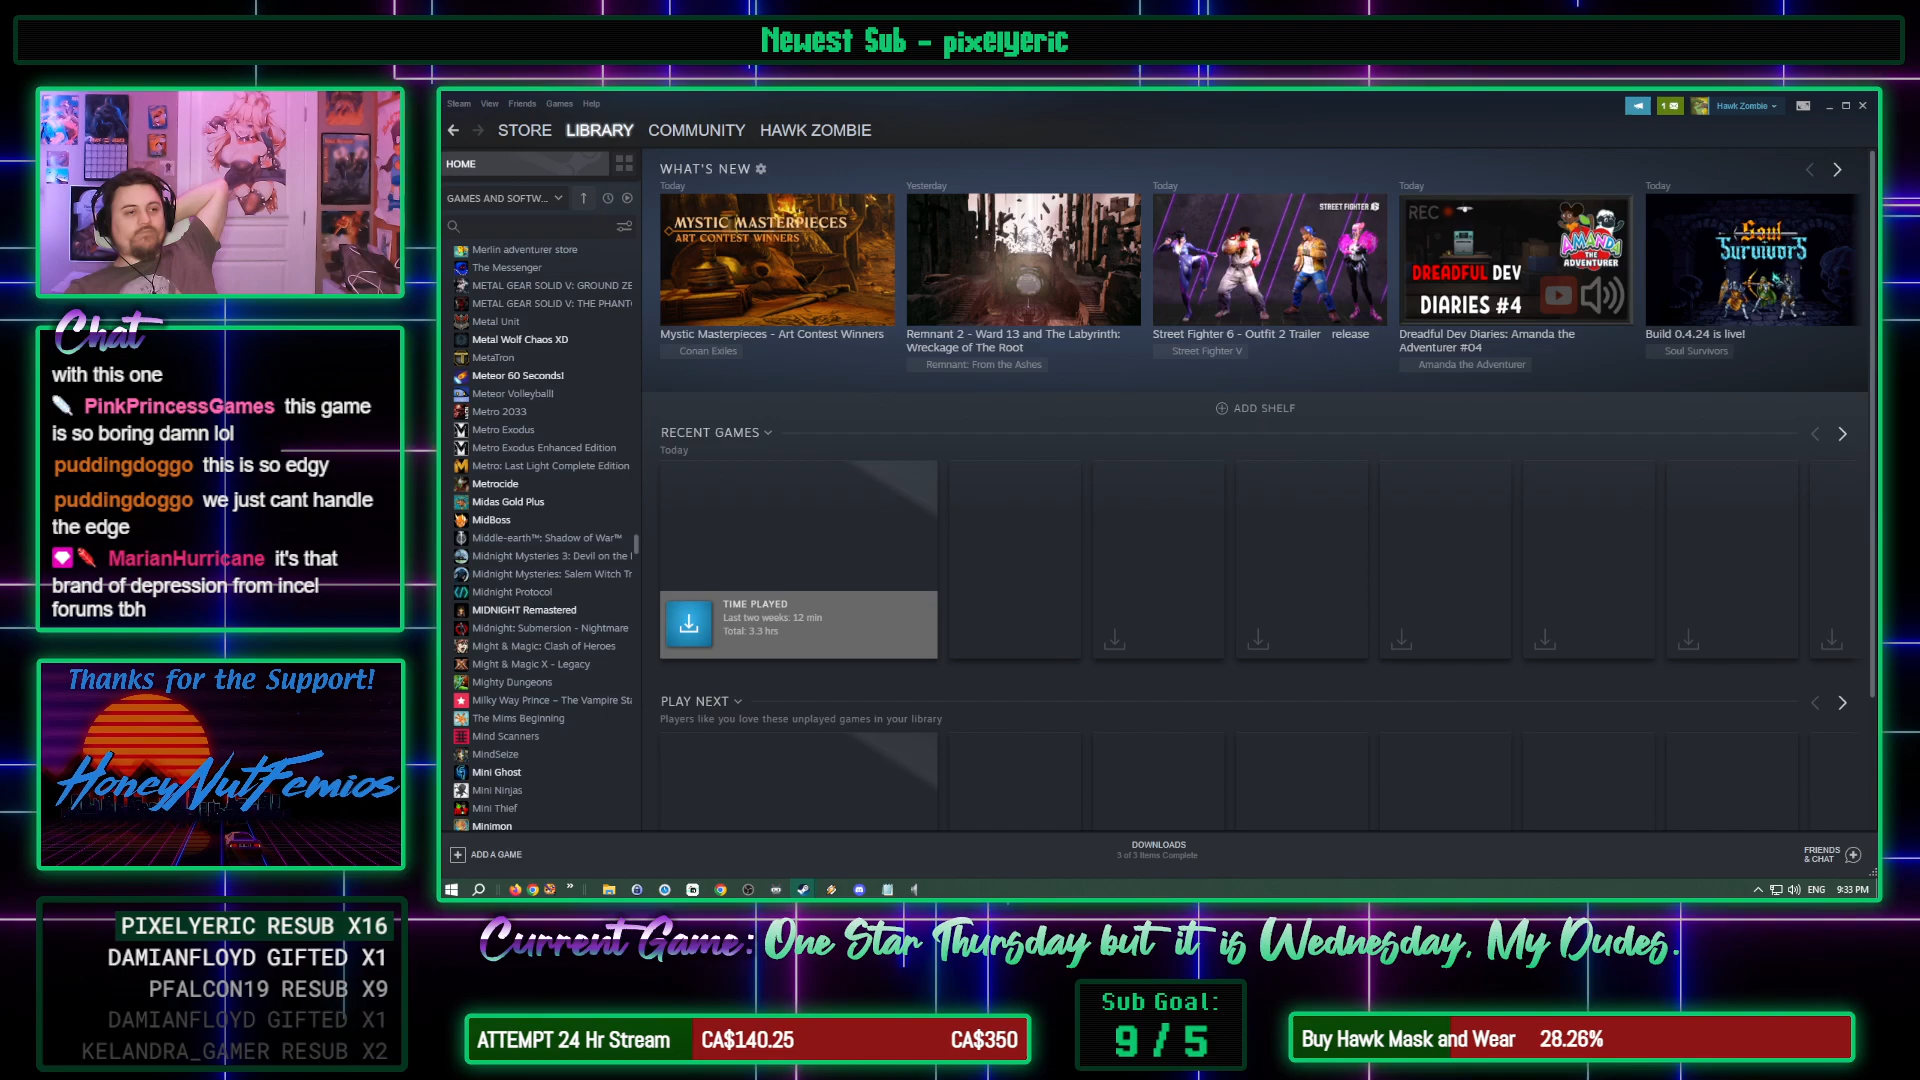 Newest Sub - pixelyeric
Steam View Friends Games Help
1
Hawk Zombie
STORE LIBRARY COMMUNITY HAWK ZOMBIE
HOME
GAMES AND SOFTW...
Merlin adventurer store
The Messenger
METAL GEAR SOLID V: GROUND ZE
METAL GEAR SOLID V: THE PHANT
Metal Unit
Metal Wolf Chaos XD
MetaTron
Meteor 60 Seconds!
Meteor Volleyball!
Metro 2033
Metro Exodus
Metro Exodus Enhanced Edition
Metro: Last Light Complete Edition
Metrocide
Midas Gold Plus
MidBoss
Middle-earth™: Shadow of War™
Midnight Mysteries 3: Devil on the
Midnight Mysteries: Salem Witch Tr
Midnight Protocol
MIDNIGHT Remastered
Midnight: Submersion - Nightmare
Might & Magic: Clash of Heroes
Might & Magic X - Legacy
Mighty Dungeons
Milky Way Prince – The Vampire Sta
The Mims Beginning
Mind Scanners
MindSeize
Mini Ghost
Mini Ninjas
Mini Thief
Minimon
WHAT'S NEW
Today
MYSTIC MASTERPIECES
ART CONTEST WINNERS
Mystic Masterpieces - Art Contest Winners
Conan Exiles
Yesterday
Remnant 2 - Ward 13 and The Labyrinth:
Wreckage of The Root
Remnant: From the Ashes
Today
STREET FIGHTER 6
Street Fighter 6 - Outfit 2 Trailer release
Street Fighter V
Today
REC
AMANDA
THE
ADVENTURER
DREADFUL DEV
DIARIES #4
Dreadful Dev Diaries: Amanda the
Adventurer #04
Amanda the Adventurer
Today
Soul
Survivors
Build 0.4.24 is live!
Soul Survivors
ADD SHELF
RECENT GAMES
Today
TIME PLAYED
Last two weeks: 12 min
Total: 3.3 hrs
PLAY NEXT
Players like you love these unplayed games in your library
ADD A GAME
DOWNLOADS
3 of 3 Items Complete
FRIENDS
& CHAT
ENG 9:33 PM
Chat
with this one
PinkPrincessGames this game
is so boring damn lol
puddingdoggo this is so edgy
puddingdoggo we just cant handle
the edge
MarianHurricane it's that
brand of depression from incel
forums tbh
Thanks for the Support!
HoneyNutFemios
PIXELYERIC RESUB X16
DAMIANFLOYD GIFTED X1
PFALCON19 RESUB X9
DAMIANFLOYD GIFTED X1
KELANDRA_GAMER RESUB X2
Current Game: One Star Thursday but it is Wednesday, My Dudes.
ATTEMPT 24 Hr Stream CA$140.25 CA$350
Sub Goal:
9 / 5
Buy Hawk Mask and Wear 28.26%